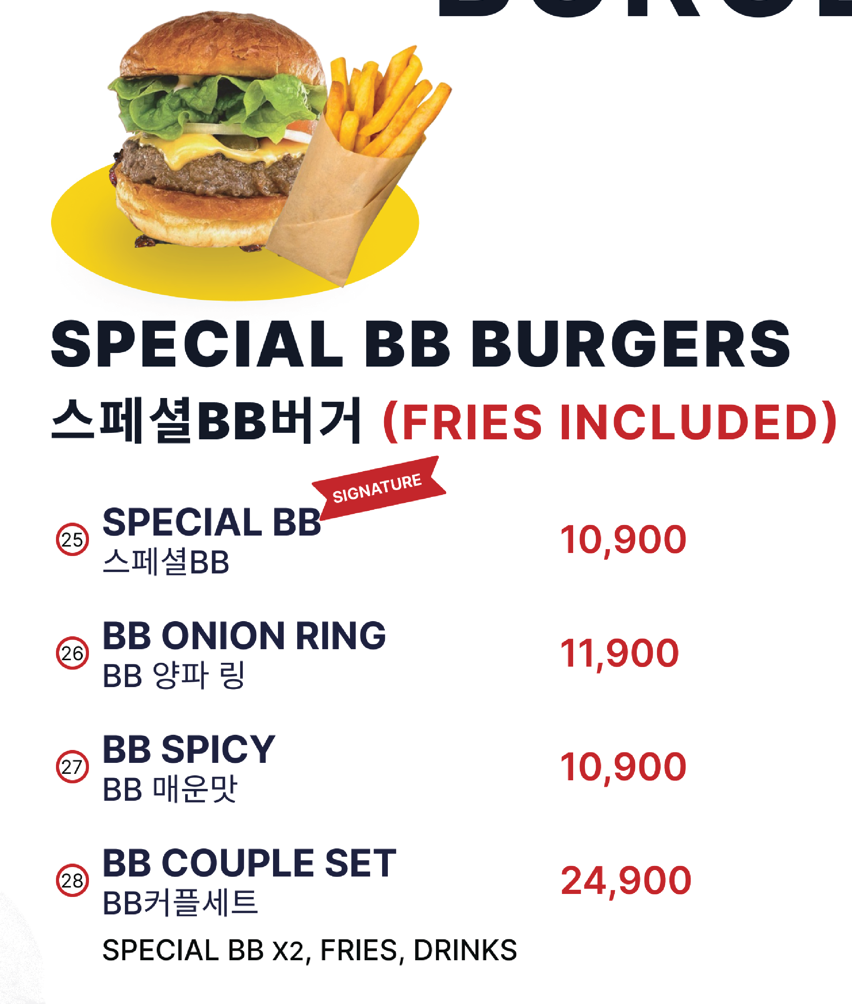 SPECIAL BB BURGERS
스페셜BB버거 (FRIES INCLUDED)
SIGNATURE
25 SPECIAL BB 10,900
스페셜BB
26 BB ONION RING 11,900
BB 양파 링
27 BB SPICY 10,900
BB 매운맛
28 BB COUPLE SET 24,900
BB커플세트
SPECIAL BB X2, FRIES, DRINKS